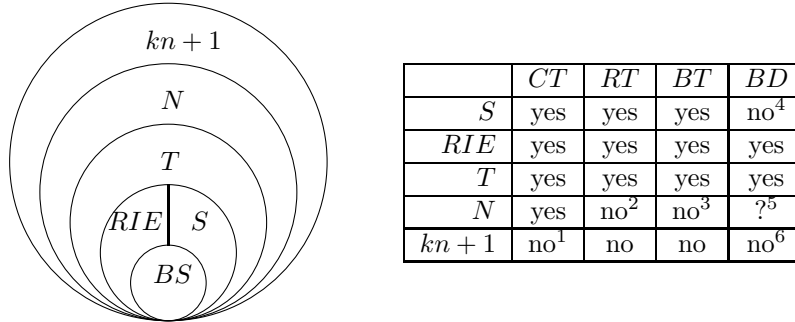 kn + 1
N
T
RIE S
BS
CT RT BT BD
S yes yes yes no⁴
RIE yes yes yes yes
T yes yes yes yes
N yes no² no³ ?⁵
kn + 1 no¹ no no no⁶